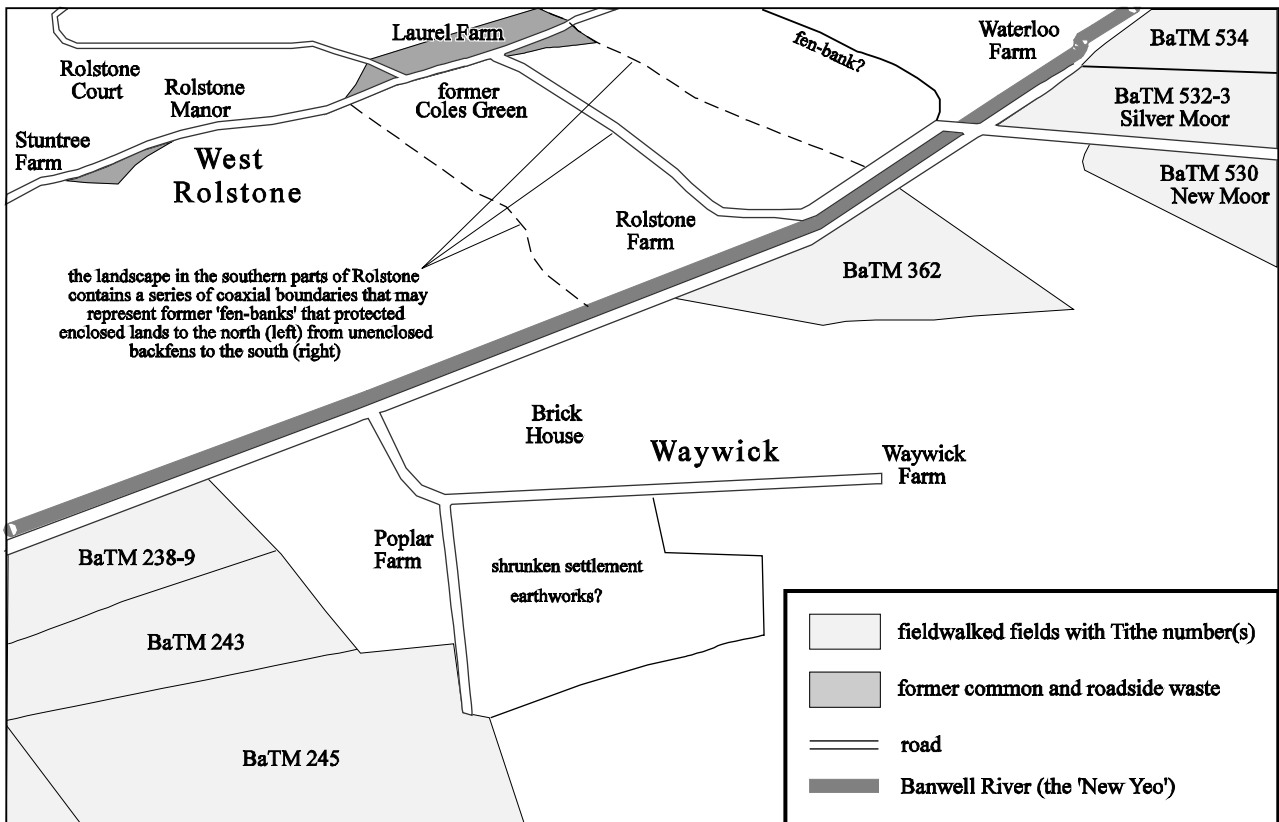 Laurel Farm
Waterloo
Farm
BaTM 534
fen-bank?
Rolstone
Court
Rolstone
Manor
former
Coles Green
BaTM 532-3
Silver Moor
Stuntree
Farm
West
Rolstone
BaTM 530
New Moor
Rolstone
Farm
BaTM 362
the landscape in the southern parts of Rolstone
contains a series of coaxial boundaries that may
represent former 'fen-banks' that protected
enclosed lands to the north (left) from unenclosed
backfens to the south (right)
Brick
House
Waywick
Waywick
Farm
Poplar
Farm
BaTM 238-9
shrunken settlement
earthworks?
BaTM 243
BaTM 245
fieldwalked fields with Tithe number(s)
former common and roadside waste
road
Banwell River (the 'New Yeo')